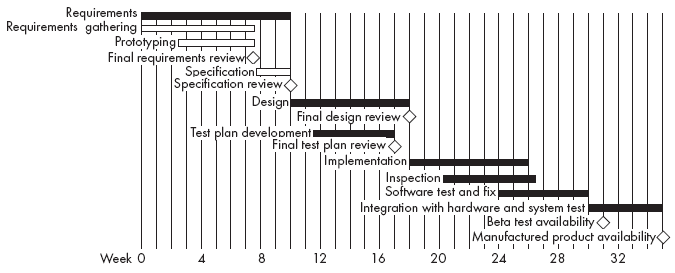 Requirements
Requirements gathering
Prototyping
Final requirements review
Specification
Specification review
Design
Final design review
Test plan development
Final test plan review
Implementation
Inspection
Software test and fix
Integration with hardware and system test
Beta test availability
Manufactured product availability
Week 0 4 8 12 16 20 24 28 32